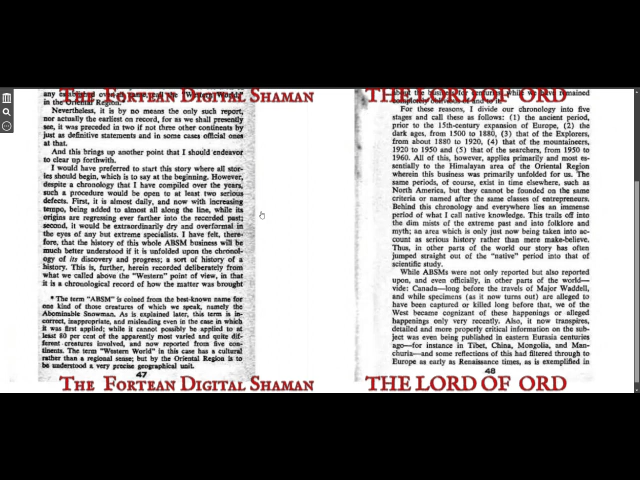 any established over-all name, call the "Western World"
in the Oriental Region.
THE FORTEAN DIGITAL SHAMAN
Nevertheless, it is by no means the only such report,
nor actually the earliest on record, for as we shall presently
see, it was preceded in two if not three other continents by
just as definitive statements and in some cases official ones
at that.
And this brings up another point that I should endeavor
to clear up forthwith.
I would have preferred to start this story where all stor-
ies should begin, which is to say at the beginning. However,
despite a chronology that I have compiled over the years,
such a procedure would be open to at least two serious
defects. First, it is almost daily, and now with increasing
tempo, being added to almost all along the line, while its
origins are regressing ever farther into the recorded past;
second, it would be extraordinarily dry and overformal in
the eyes of any but extreme specialists. I have felt, there-
fore, that the history of this whole ABSM business will be
much better understood if it is unfolded upon the chronol-
ogy of its discovery and progress; a sort of history of a
history. This is, further, herein recorded deliberately from
what we called above the "Western" point of view, in that
it is a chronological record of how the matter was brought
* The term "ABSM" is coined from the best-known name for
one kind of those creatures of which we speak, namely the
Abominable Snowman. As is explained later, this term is in-
correct, inappropriate, and misleading even in the case in which
it was first applied; while it cannot possibly be applied to at
least 80 per cent of the apparently most varied and quite dif-
ferent creatures involved, and now reported from five con-
tinents. The term "Western World" in this case has a cultural
rather than a regional sense; but by the Oriental Region is to
be understood a very precise geographical unit.
47
THE FORTEAN DIGITAL SHAMAN
THE LORD OF ORD
about the business for centuries while we have remained
completely oblivious of and to it.
For these reasons, I divide our chronology into five
stages and call these as follows: (1) the ancient period,
prior to the 15th-century expansion of Europe, (2) the
dark ages, from 1500 to 1880, (3) that of the Explorers,
from about 1880 to 1920, (4) that of the mountaineers,
1920 to 1950 and (5) that of the searchers, from 1950 to
1960. All of this, however, applies primarily and most es-
sentially to the Himalayan area of the Oriental Region
wherein this business was primarily unfolded for us. The
same periods, of course, exist in time elsewhere, such as
North America, but they cannot be founded on the same
criteria or named after the same classes of entrepreneurs.
Behind this chronology and everywhere lies an immense
period of what I call native knowledge. This trails off into
the dim mists of the extreme past and into folklore and
myth; an area which is only just now being taken into ac-
count as serious history rather than mere make-believe.
Thus, in other parts of the world our story has often
jumped straight out of the "native" period into that of
scientific study.
While ABSMs were not only reported but also reported
upon, and even officially, in other parts of the world—
vide: Canada—long before the travels of Major Waddell,
and while specimens (as it now turns out) are alleged to
have been captured or killed long before that, we of the
West became cognizant of these happenings or alleged
happenings only very recently. Also, it now transpires,
detailed and more properly critical information on the sub-
ject was even being published in eastern Eurasia centuries
ago—for instance in Tibet, China, Mongolia, and Man-
churia—and some reflections of this had filtered through to
Europe as early as Renaissance times, as is exemplified in
48
THE LORD OF ORD